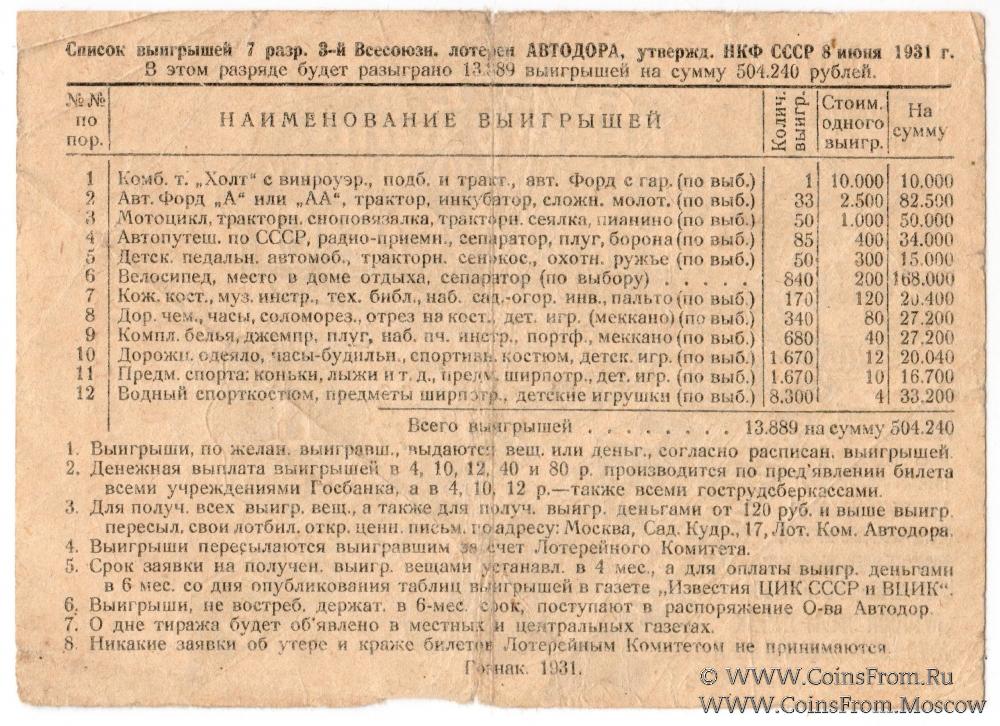 Список выигрышей 7 разр. 3-й Всесоюзн. лотереи АВТОДОРА, утвержд. НКФ СССР 8 июня 1931 г.
В этом разряде будет разыграно 13.889 выигрышей на сумму 504.240 рублей.
№№ по пор. НАИМЕНОВАНИЕ ВЫИГРЫШЕЙ Колич. выигр. Стоим. одного выигр. На сумму
1 Комб. т. „Холт“ с виндроуэр., подб. и тракт., авт. Форд с гар. (по выб.) 1 10.000 10.000
2 Авт. Форд „А“ или „АА“, трактор, инкубатор, сложн. молот. (по выб.) 33 2.500 82.500
3 Мотоцикл, тракторн. сноповязалка, тракторн. сеялка, пианино (по выб.) 50 1.000 50.000
4 Автопутеш. по СССР, радио-приемн., сепаратор, плуг, борона (по выб.) 85 400 34.000
5 Детск. педальн. автомоб., тракторн. сенокос., охотн. ружье (по выб.) 50 300 15.000
6 Велосипед, место в доме отдыха, сепаратор (по выбору) . . . . . 840 200 168.000
7 Кож. кост., муз. инстр., тех. библ., наб. сад.-огор. инв., пальто (по выб.) 170 120 20.400
8 Дор. чем., часы, соломорез., отрез на кост., дет. игр. (меккано) (по выб.) 340 80 27.200
9 Компл. белья, джемпр, плуг, наб. пч. инстр., портф., меккано (по выб.) 680 40 27.200
10 Дорожн. одеяло, часы-будильн., спортивн. костюм, детск. игр. (по выб.) 1.670 12 20.040
11 Предм. спорта: коньки, лыжи и т. д., предм. ширпотр., дет. игр. (по выб.) 1.670 10 16.700
12 Водный спорткостюм, предметы ширпотр., детские игрушки (по выб.) 8.300 4 33.200
Всего выигрышей . . . . . . . . 13.889 на сумму 504.240
1. Выигрыши, по желан. выигравш., выдаются вещ. или деньг., согласно расписан. выигрышей.
2. Денежная выплата выигрышей в 4, 10, 12, 40 и 80 р. производится по пред'явлении билета
всеми учреждениями Госбанка, а в 4, 10, 12 р.—также всеми гострудсберкассами.
3. Для получ. всех выигр. вещ., а также для получ. выигр. деньгами от 120 руб. и выше выигр.
пересыл. свои лотбил. откр. ценн. письм. по адресу: Москва, Сад. Кудр., 17, Лот. Ком. Автодора.
4. Выигрыши пересылаются выигравшим за счет Лотерейного Комитета.
5. Срок заявки на получен. выигр. вещами устанавл. в 4 мес., а для оплаты выигр. деньгами
в 6 мес. со дня опубликования таблиц выигрышей в газете „Известия ЦИК СССР и ВЦИК“.
6. Выигрыши, не востреб. держат. в 6-мес. срок, поступают в распоряжение О-ва Автодор.
7. О дне тиража будет об'явлено в местных и центральных газетах.
8. Никакие заявки об утере и краже билетов Лотерейным Комитетом не принимаются.
Гознак. 1931.
© WWW.CoinsFrom.Ru
WWW.CoinsFrom.Moscow